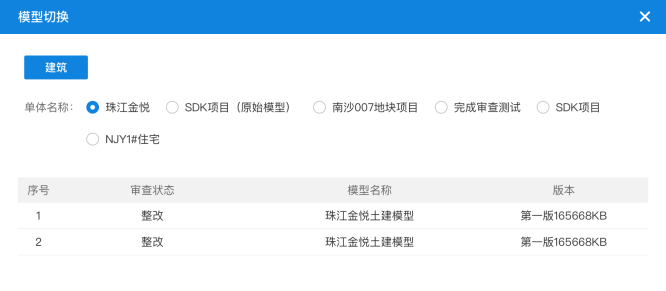 模型切换
建筑
单体名称： 珠江金悦 SDK项目（原始模型） 南沙007地块项目 完成审查测试 SDK项目
NJY1#住宅
序号 审查状态 模型名称 版本
1 整改 珠江金悦土建模型 第一版165668KB
2 整改 珠江金悦土建模型 第一版165668KB